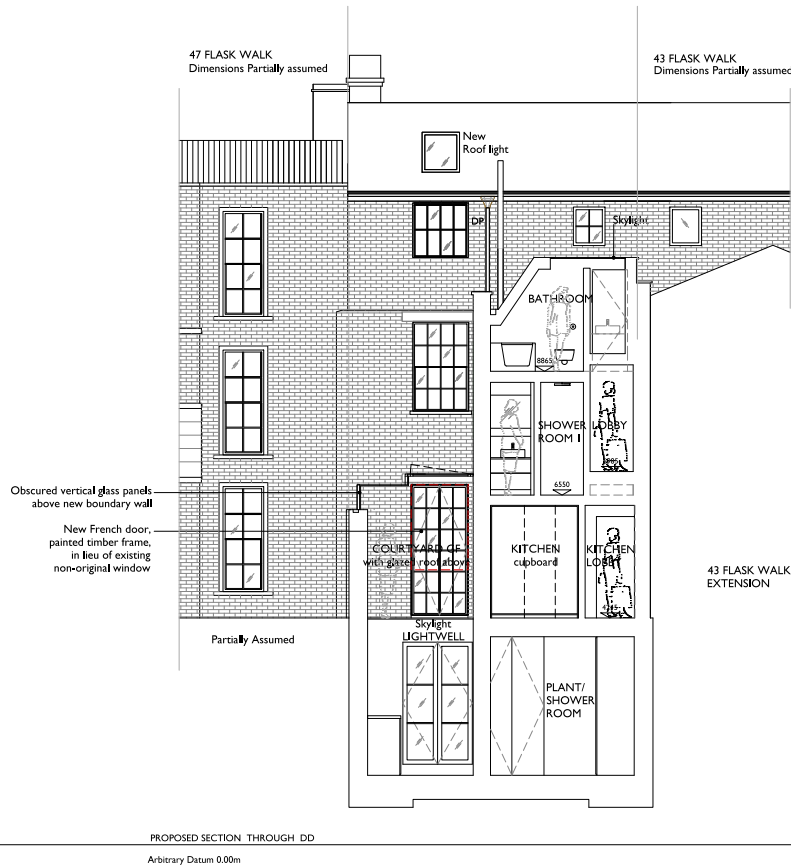 47 FLASK WALK
Dimensions Partially assumed
43 FLASK WALK
Dimensions Partially assumed
New
Roof light
DP
Skylight
BATHROOM
8865
SHOWER
ROOM 1
LOBBY
6550
Obscured vertical glass panels
above new boundary wall
New French door,
painted timber frame,
in lieu of existing
non-original window
COURTYARD GF
with glazed roof above
KITCHEN
cupboard
KITCHEN
LOBBY
43 FLASK WALK
EXTENSION
Partially Assumed
Skylight
LIGHTWELL
PLANT/
SHOWER
ROOM
PROPOSED SECTION THROUGH DD
Arbitrary Datum 0.00m